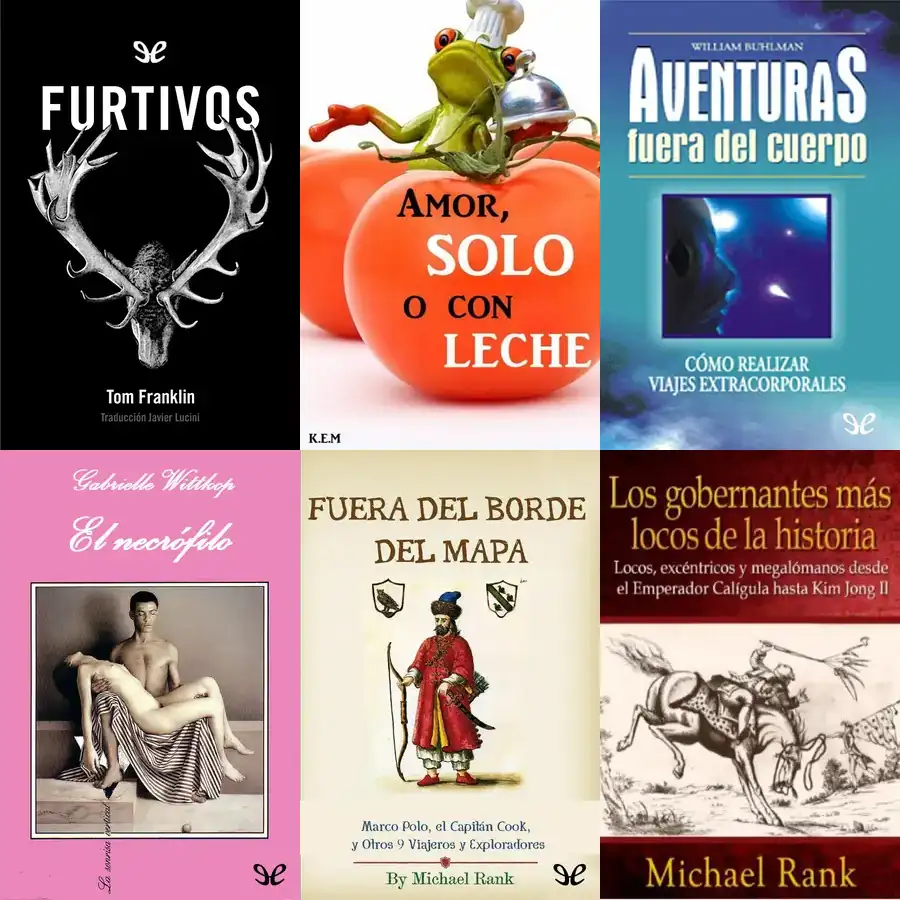 FURTIVOS
Tom Franklin
Traducción Javier Lucini
AMOR,
SOLO
O CON
LECHE
K.E.M
WILLIAM BUHLMAN
AVENTURAS
fuera del cuerpo
CÓMO REALIZAR
VIAJES EXTRACORPORALES
Gabrielle Wittkop
El necrófilo
La sonrisa vertical
FUERA DEL BORDE
DEL MAPA
Marco Polo, el Capitán Cook,
y Otros 9 Viajeros y Exploradores
By Michael Rank
Los gobernantes más
locos de la historia
Locos, excéntricos y megalómanos desde
el Emperador Calígula hasta Kim Jong Il
Michael Rank